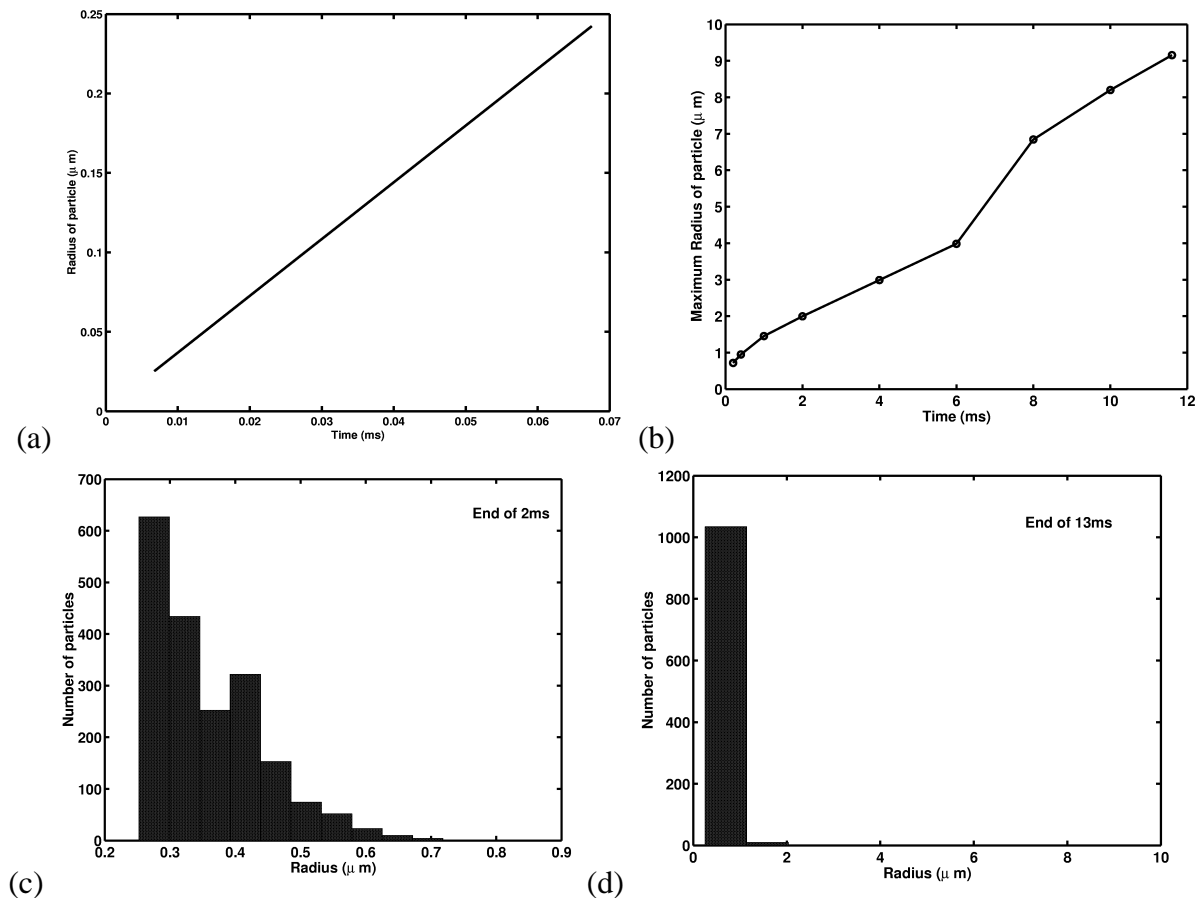 0.25
0.2
0.15
0.1
0.05
0
Radius of particle (μ m)
0 0.01 0.02 0.03 0.04 0.05 0.06 0.07
Time (ms)
(a)
10
9
8
7
6
5
4
3
2
1
0
Maximum Radius of particle (μ m)
0 2 4 6 8 10 12
Time (ms)
(b)
700
600
500
400
300
200
100
0
Number of particles
End of 2ms
0.2 0.3 0.4 0.5 0.6 0.7 0.8 0.9
Radius (μ m)
(c)
1200
1000
800
600
400
200
0
Number of particles
End of 13ms
0 2 4 6 8 10
Radius (μ m)
(d)